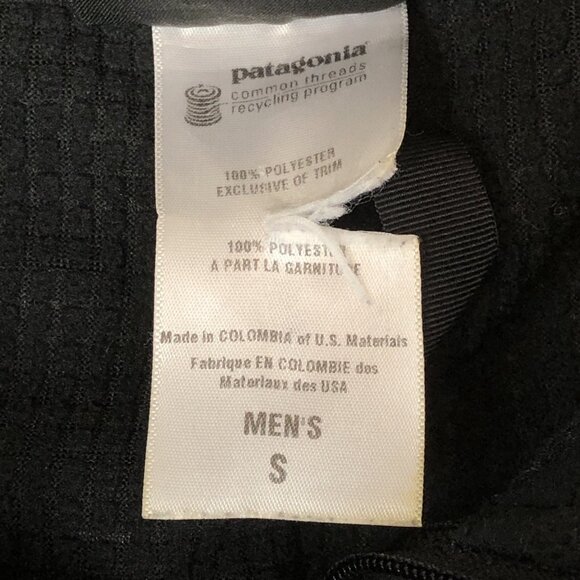 patagonia
common threads
recycling program
100% POLYESTER
EXCLUSIVE OF TRIM
100% POLYESTER
A PART LA GARNITURE
Made in COLOMBIA of U.S. Materials
Fabrique EN COLOMBIE des
Materiaux des USA
MEN'S
S